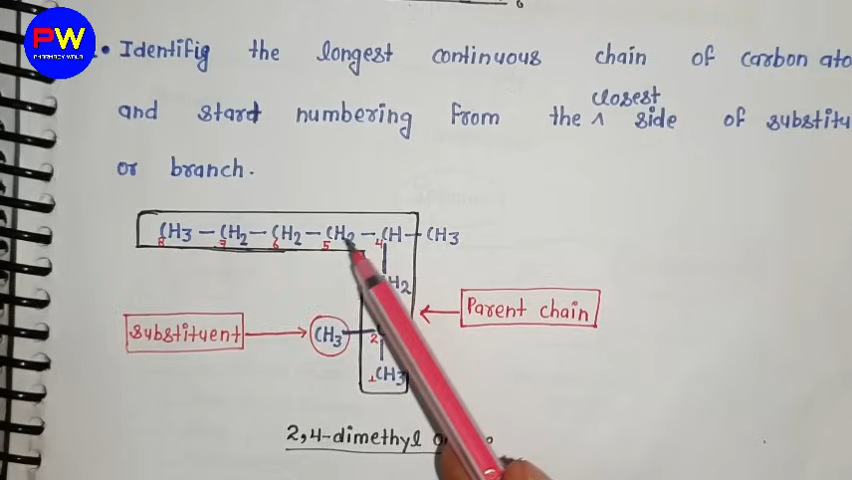 PW
PHARMACY WALA
• Identifig the longest continuous chain of carbon ato
and start numbering from the closest side of substitu
or branch.
CH3 — CH2 — CH2 — CH2 — CH — CH3
8 7 6 5 4
H2
Parent chain
substituent
CH3
2
1 CH3
2,4-dimethyl